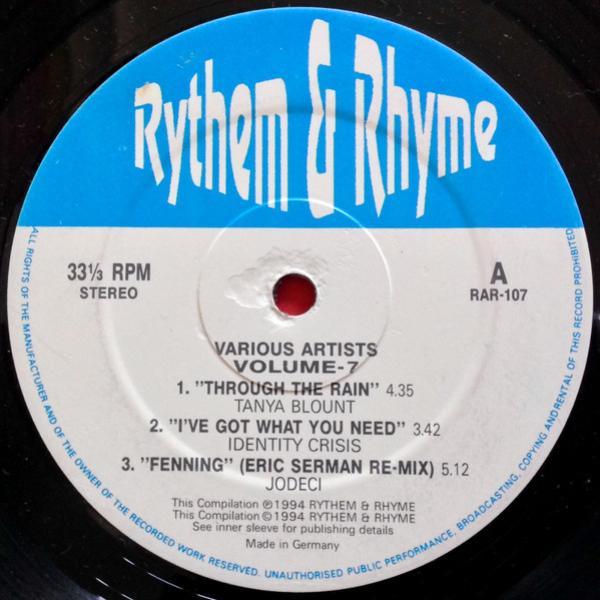 Rythem & Rhyme
33⅓ RPM
STEREO
A
RAR-107
VARIOUS ARTISTS
VOLUME-7
1. "THROUGH THE RAIN" 4.35
TANYA BLOUNT
2. "I'VE GOT WHAT YOU NEED" 3.42
IDENTITY CRISIS
3. "FENNING" (ERIC SERMAN RE-MIX) 5.12
JODECI
This Compilation ℗ 1994 RYTHEM & RHYME
This Compilation © 1994 RYTHEM & RHYME
See inner sleeve for publishing details
Made in Germany
ALL RIGHTS OF THE MANUFACTURER AND OF THE OWNER OF THE RECORDED WORK RESERVED. UNAUTHORISED PUBLIC PERFORMANCE, BROADCASTING, COPYING AND RENTAL OF THIS RECORD PROHIBITED